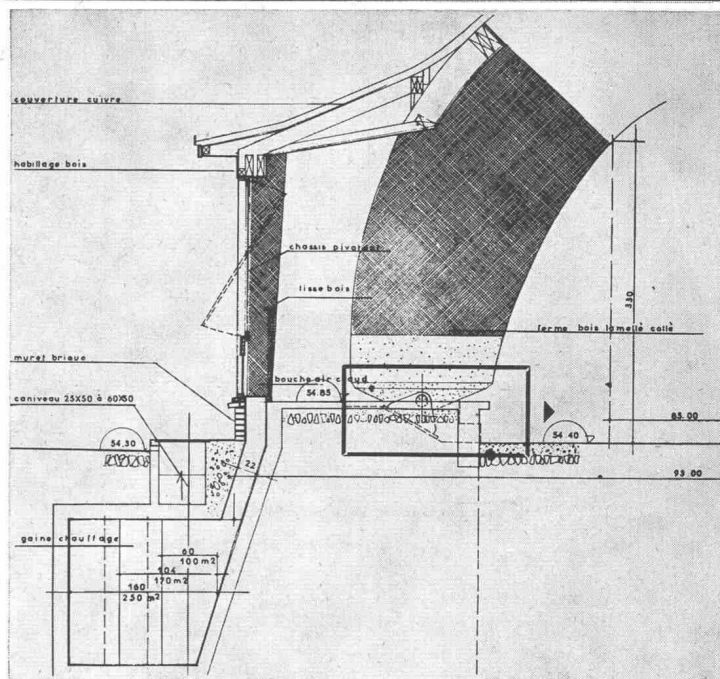 couverture cuivre
habillage bois
chassis pivotant
lisse bois
330
ferme bois lamellé collé
muret brique
bouche air chaud
54.85
caniveau 25X50 à 60X50
85.00
54.30
54.40
22
93.00
gaine chauffage
60
100 m2
104
170 m2
160
250 m2